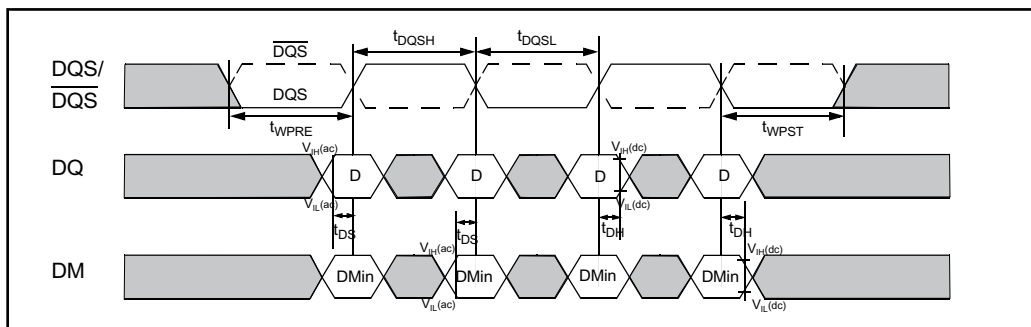 tDQSH tDQSL
DQS
DQS/
DQS
DQS
tWPRE tWPST
VIH(ac) VIH(dc)
DQ D D D D
VIL(ac) VIL(dc)
tDS tDS tDH tDH
VIH(ac) VIH(dc)
DM DMin DMin DMin DMin
VIL(ac) VIL(dc)